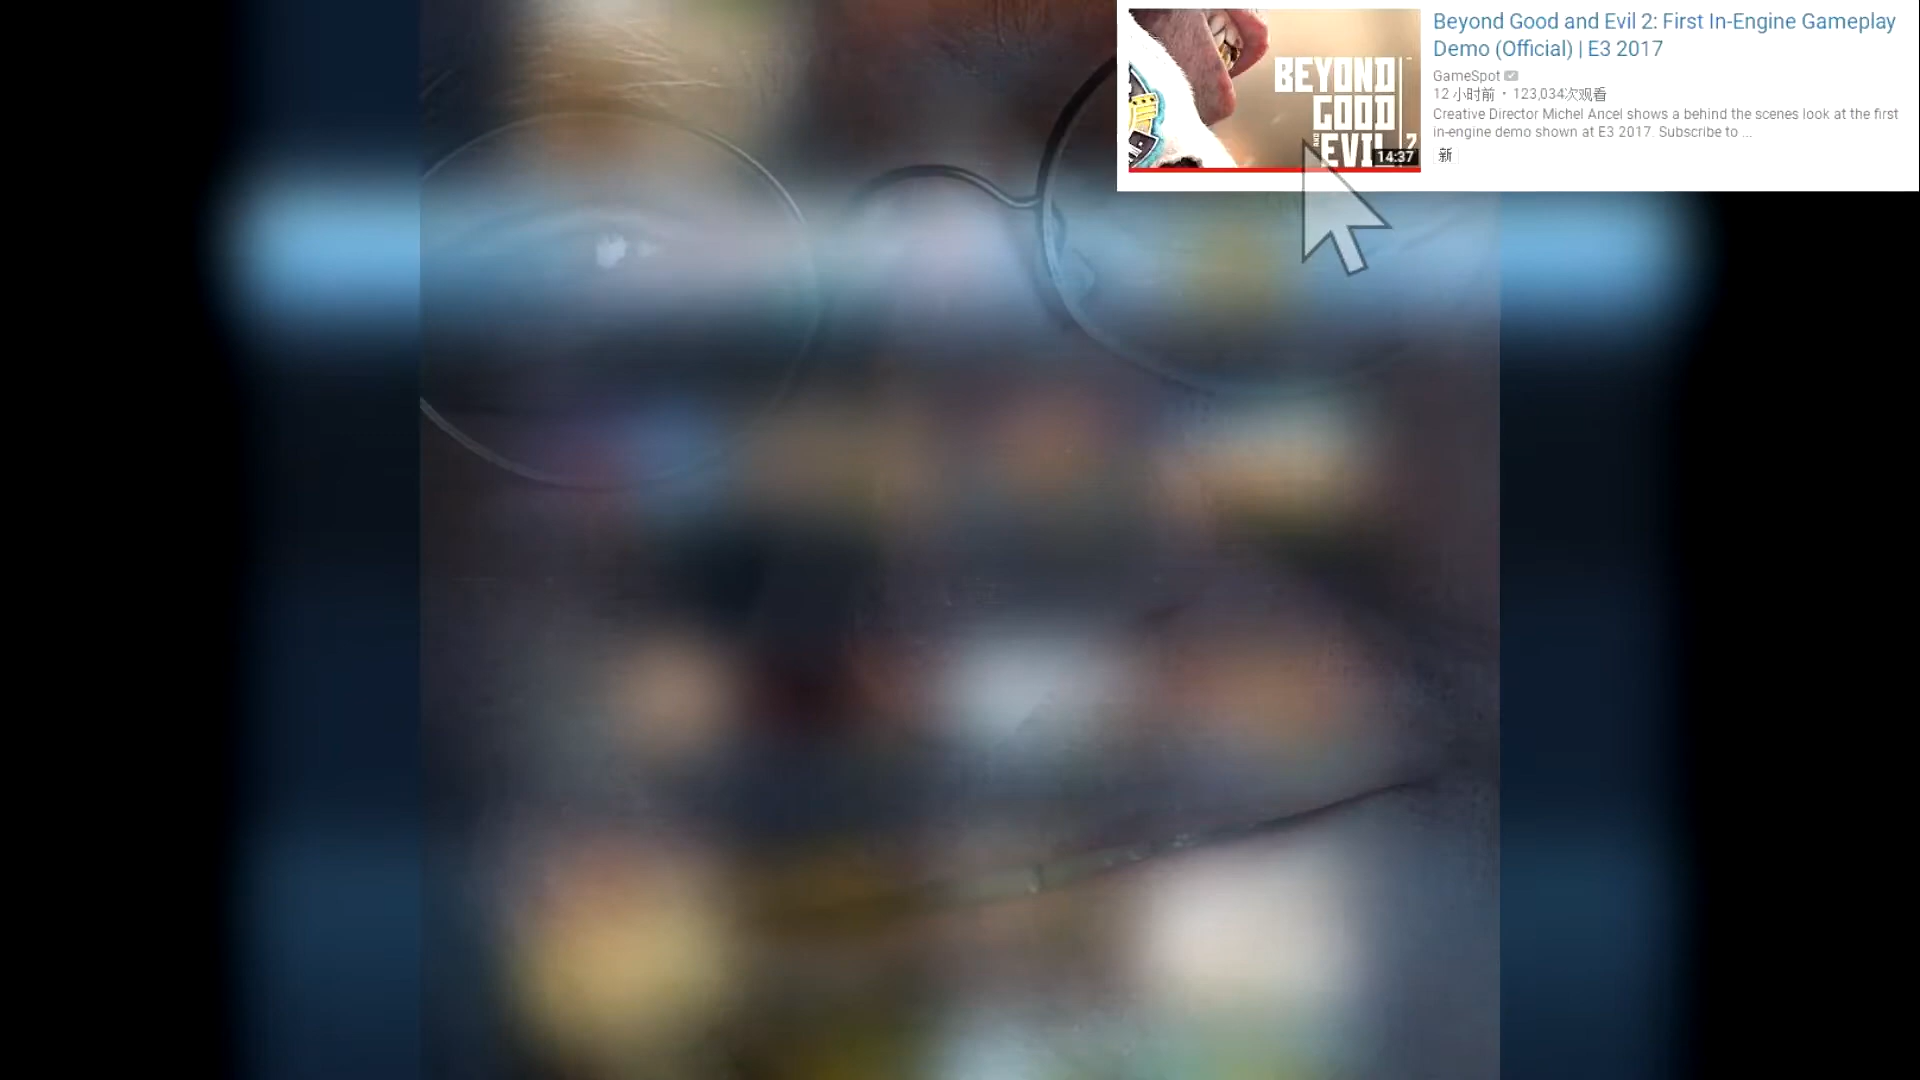 BEYOND
GOOD
AND
EVIL 2
14:37
Beyond Good and Evil 2: First In-Engine Gameplay
Demo (Official) | E3 2017
GameSpot
12 小时前 · 123,034次观看
Creative Director Michel Ancel shows a behind the scenes look at the first
in-engine demo shown at E3 2017. Subscribe to ...
新